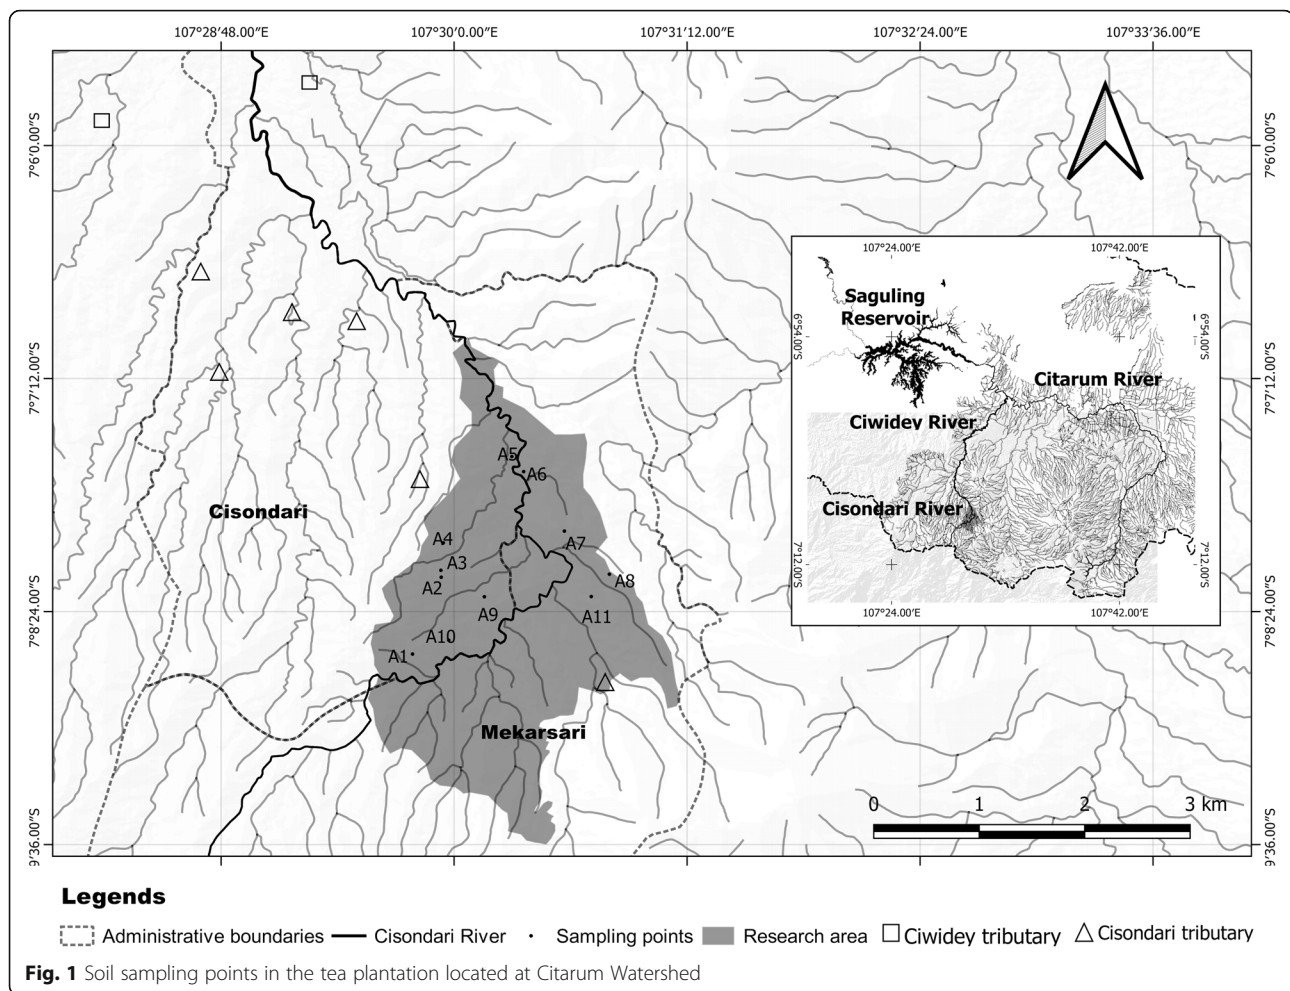 107°28'48.00"E 107°30'0.00"E 107°31'12.00"E 107°32'24.00"E 107°33'36.00"E
7°6'0.00"S
7°6'0.00"S
107°24.00'E 107°42.00'E
Saguling
Reservoir
6°54.00'S
6°54.00'S
7°7'12.00"S
Citarum River
7°7'12.00"S
Ciwidey River
A5
A6
Cisondari
Cisondari River
A4
A7
A3
A2
A8
7°12.00'S
7°12.00'S
A9
A11
7°8'24.00"S
107°24.00'E 107°42.00'E
7°8'24.00"S
A10
A1
Mekarsari
0 1 2 3 km
9'36.00"S
9'36.00"S
Legends
Administrative boundaries Cisondari River Sampling points Research area Ciwidey tributary Cisondari tributary
Fig. 1 Soil sampling points in the tea plantation located at Citarum Watershed